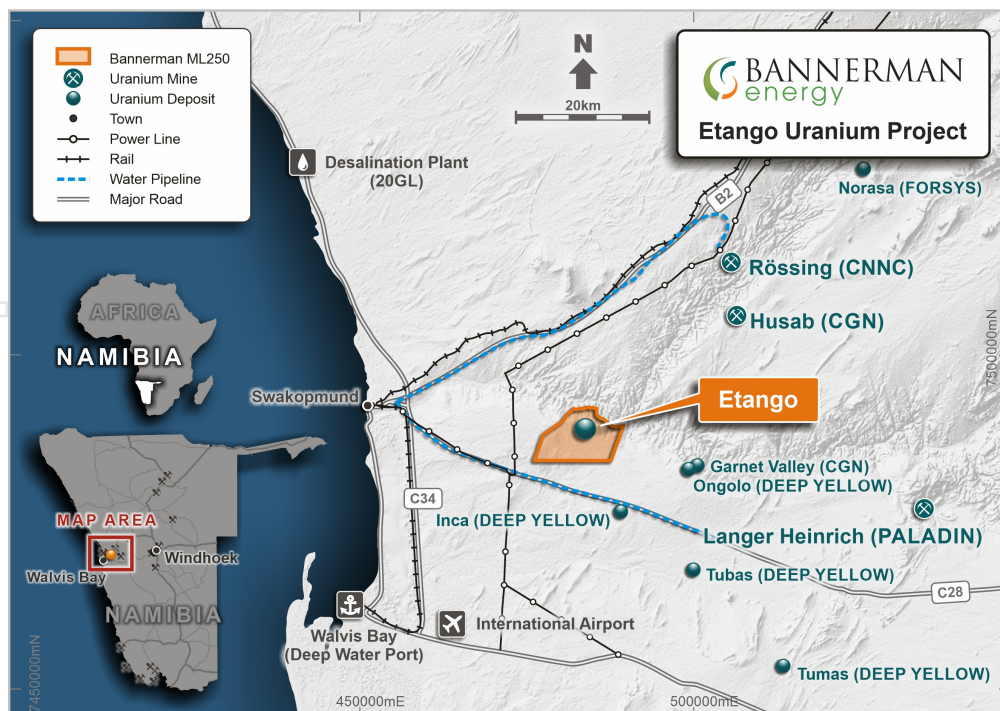 Bannerman ML250
Uranium Mine
Uranium Deposit
Town
Power Line
Rail
Water Pipeline
Major Road
N
20km
BANNERMAN
energy
Etango Uranium Project
Desalination Plant
(20GL)
B2
Norasa (FORSYS)
Rössing (CNNC)
Husab (CGN)
7500000mN
AFRICA
NAMIBIA
Swakopmund
Etango
Garnet Valley (CGN)
Ongolo (DEEP YELLOW)
C34
Inca (DEEP YELLOW)
Langer Heinrich (PALADIN)
MAP AREA
Windhoek
Walvis Bay
NAMIBIA
Tubas (DEEP YELLOW)
C28
International Airport
Walvis Bay
(Deep Water Port)
Tumas (DEEP YELLOW)
7450000mN
450000mE
500000mE